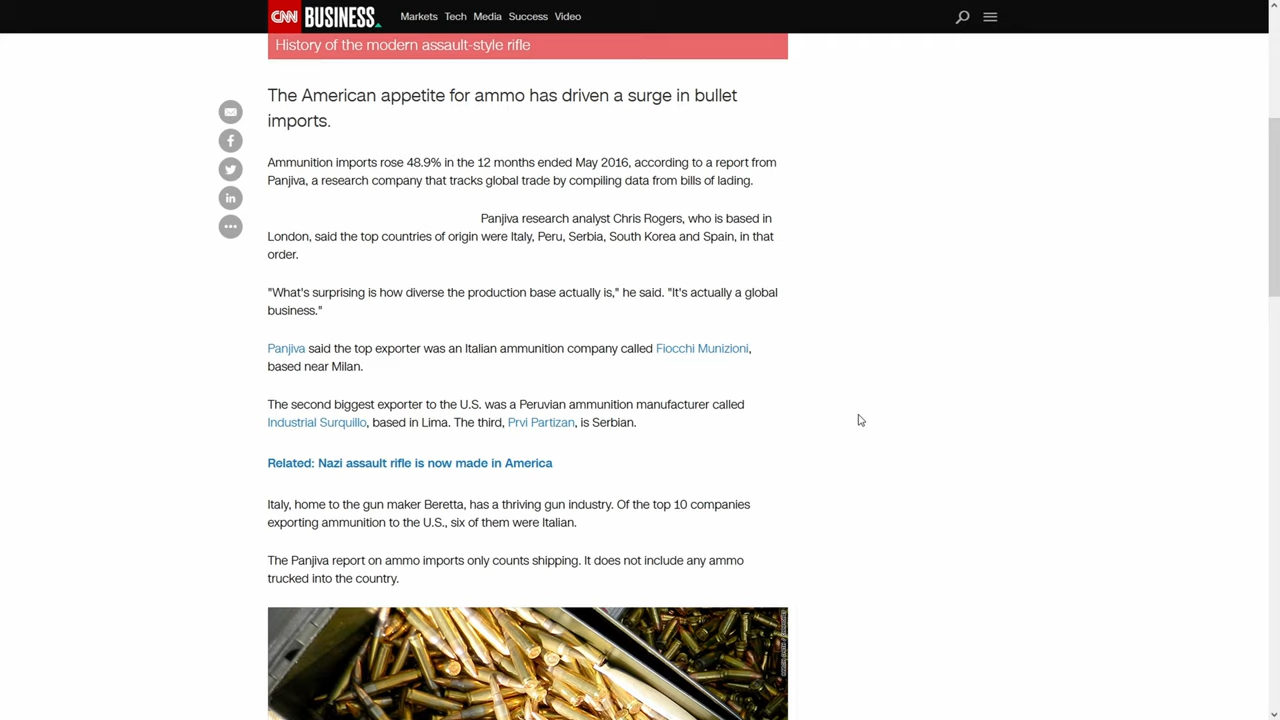 CNN BUSINESS Markets Tech Media Success Video
History of the modern assault-style rifle
The American appetite for ammo has driven a surge in bullet
imports.
Ammunition imports rose 48.9% in the 12 months ended May 2016, according to a report from
Panjiva, a research company that tracks global trade by compiling data from bills of lading.
Panjiva research analyst Chris Rogers, who is based in
London, said the top countries of origin were Italy, Peru, Serbia, South Korea and Spain, in that
order.
"What's surprising is how diverse the production base actually is," he said. "It's actually a global
business."
Panjiva said the top exporter was an Italian ammunition company called Fiocchi Munizioni,
based near Milan.
The second biggest exporter to the U.S. was a Peruvian ammunition manufacturer called
Industrial Surquillo, based in Lima. The third, Prvi Partizan, is Serbian.
Related: Nazi assault rifle is now made in America
Italy, home to the gun maker Beretta, has a thriving gun industry. Of the top 10 companies
exporting ammunition to the U.S., six of them were Italian.
The Panjiva report on ammo imports only counts shipping. It does not include any ammo
trucked into the country.